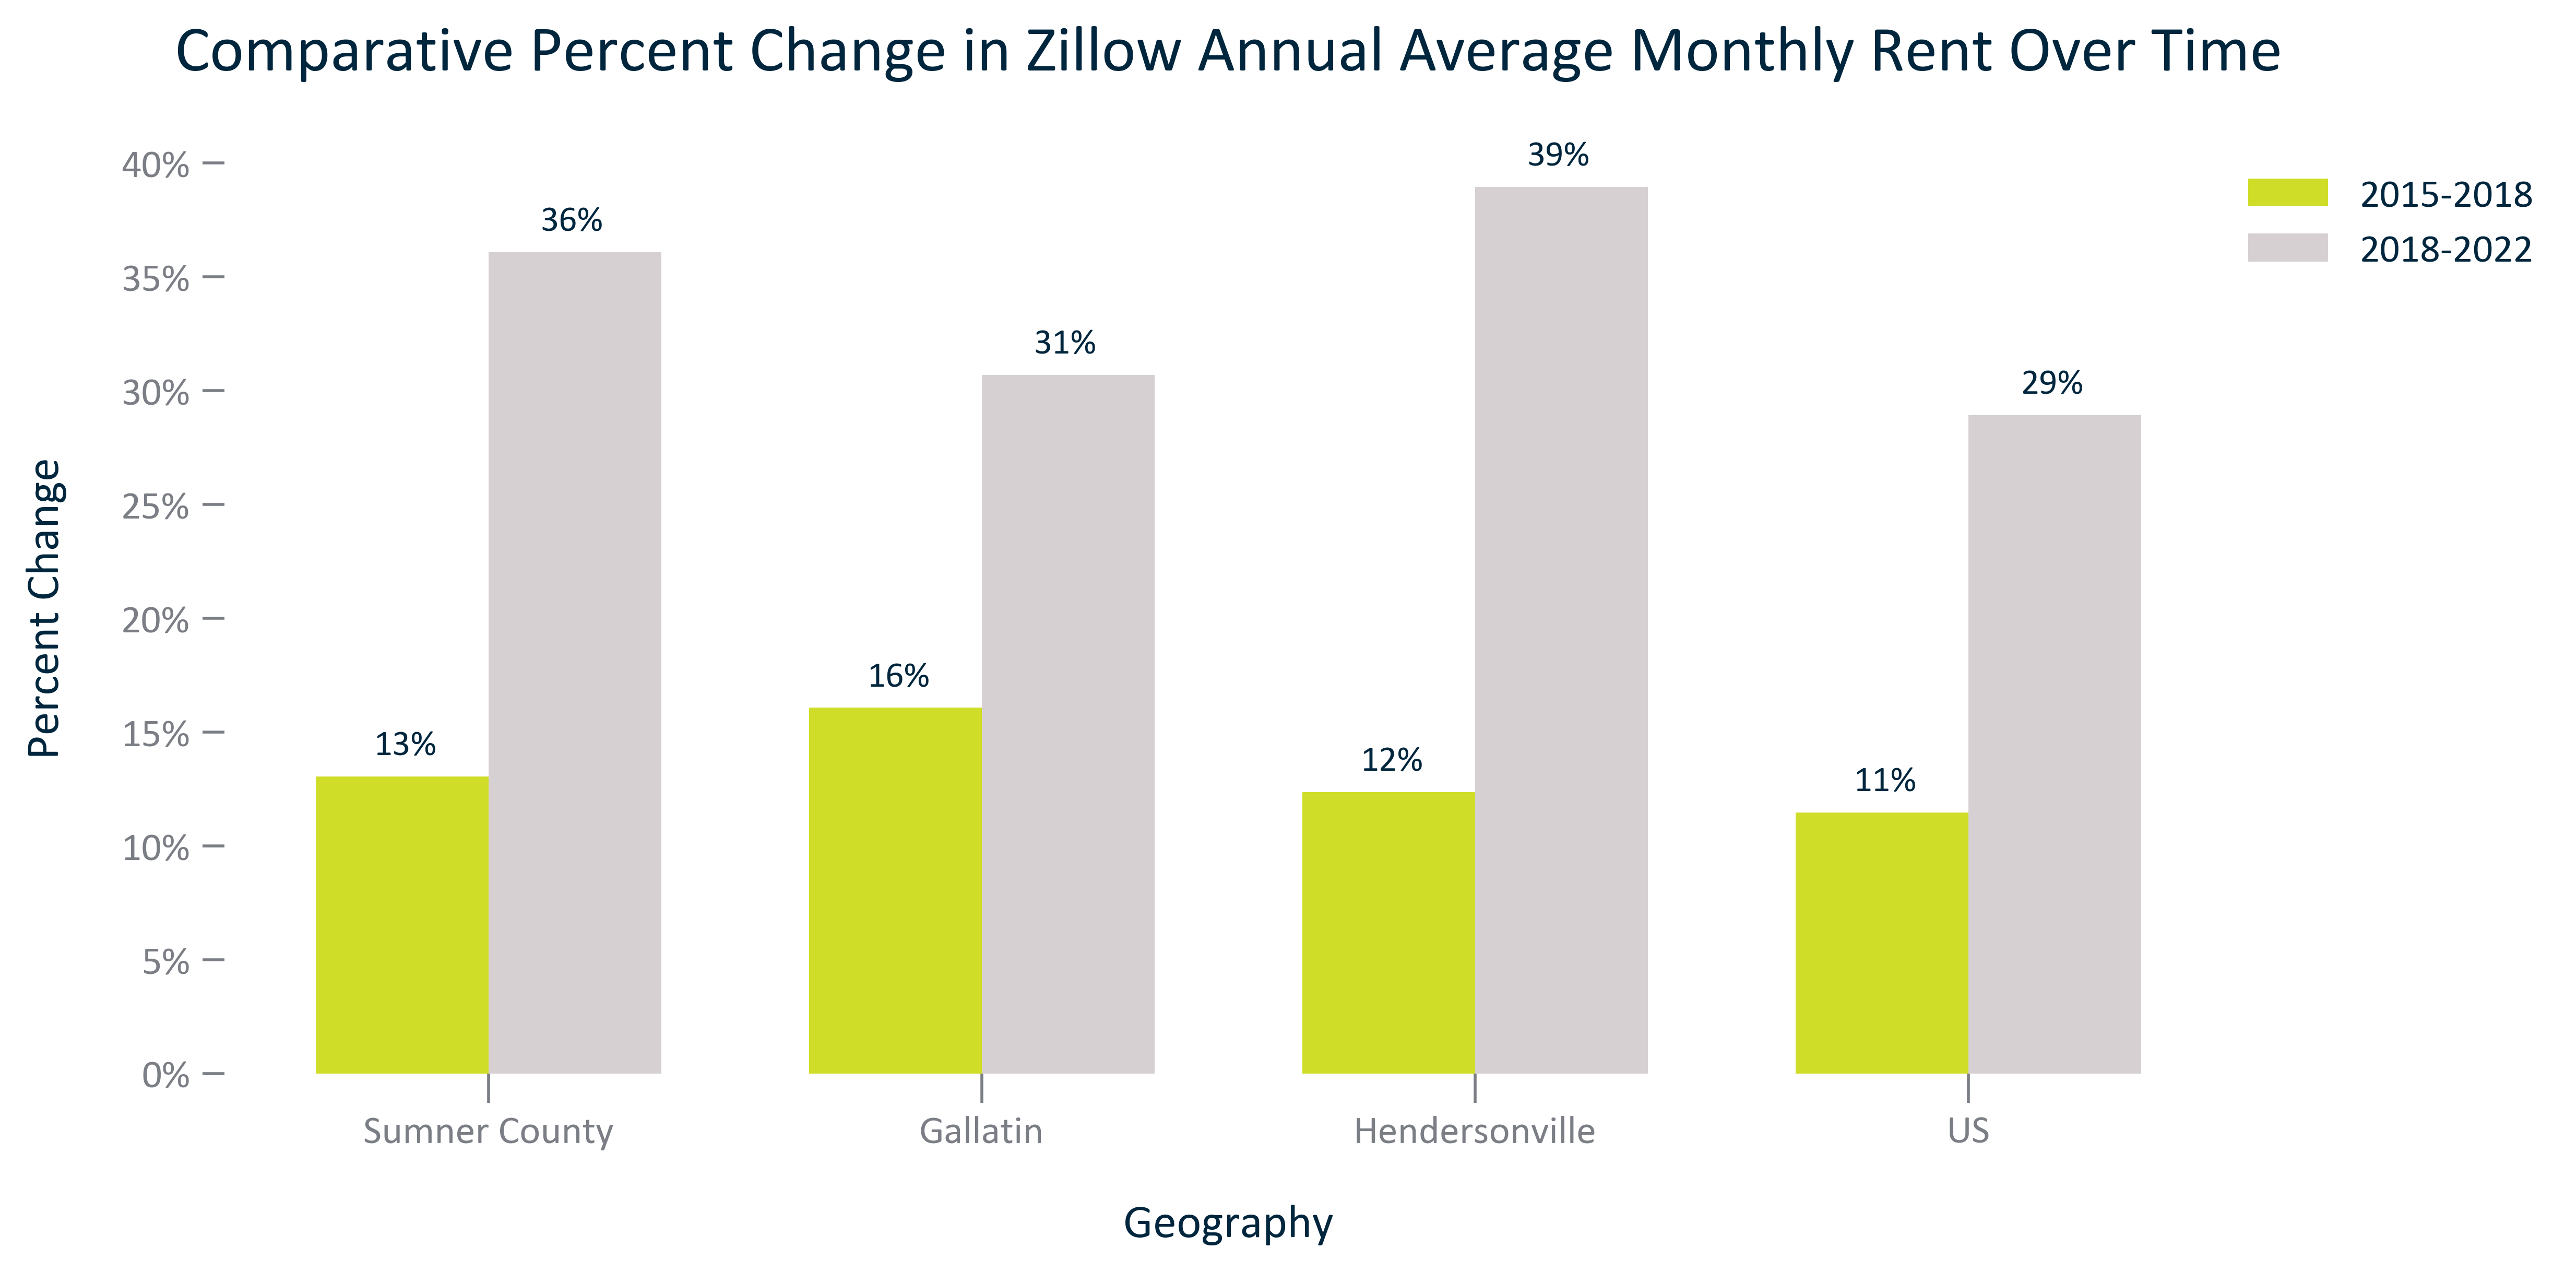 Comparative Percent Change in Zillow Annual Average Monthly Rent Over Time
40%
35%
30%
25%
20%
15%
10%
5%
0%
Percent Change
13%
36%
16%
31%
12%
39%
11%
29%
2015-2018
2018-2022
Sumner County
Gallatin
Hendersonville
US
Geography